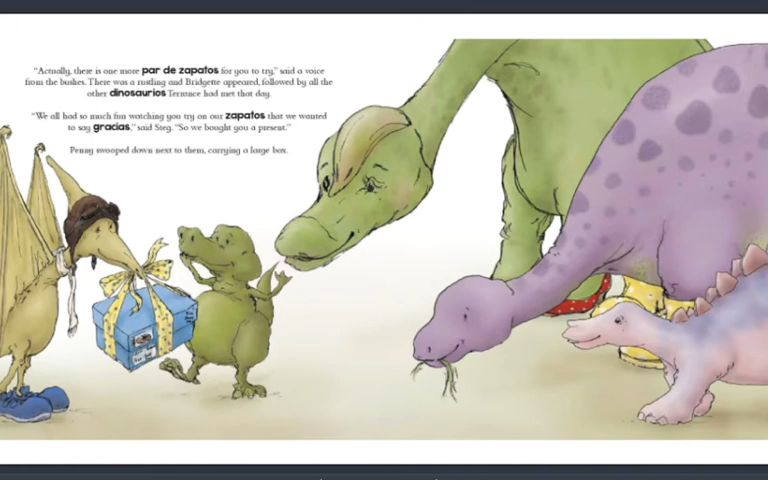 "Actually, there is one more par de zapatos for you to try," said a voice
from the bushes. There was a rustling and Bridgette appeared, followed by all the
other dinosaurios Terrance had met that day.
"We all had so much fun watching you try on our zapatos that we wanted
to say gracias," said Steg. "So we bought you a present."
Penny swooped down next to them, carrying a large box.